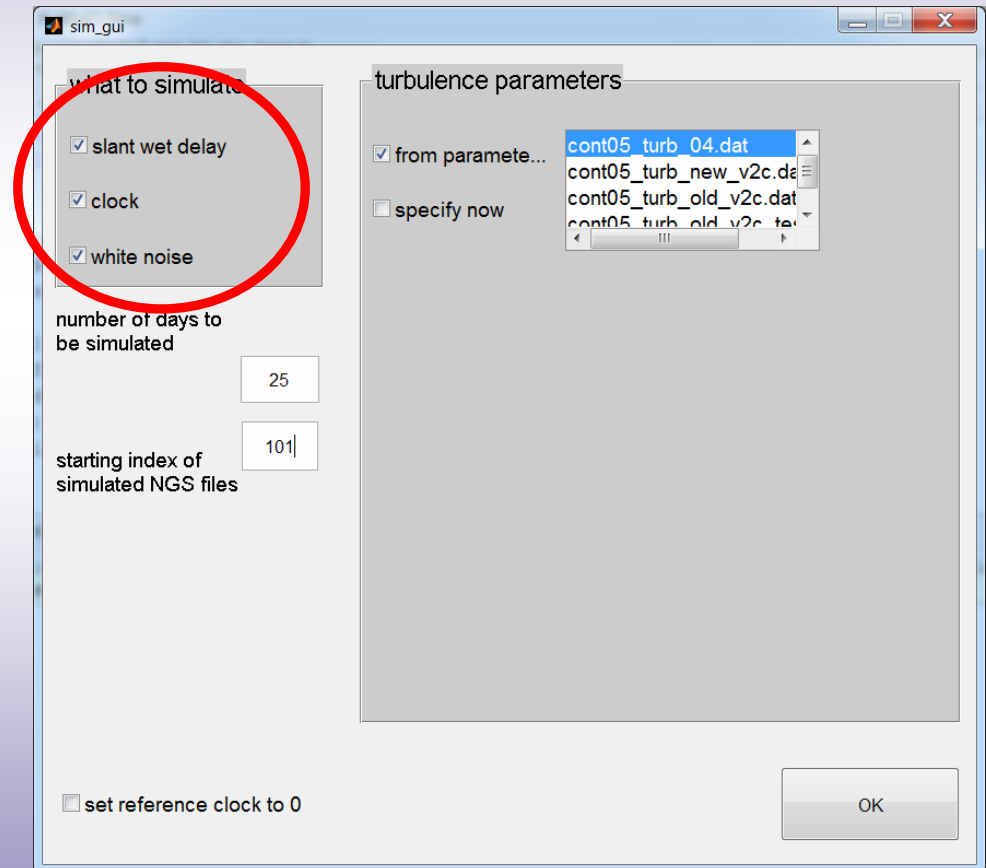 sim_gui
what to simulate
slant wet delay
clock
white noise
number of days to
be simulated
25
starting index of
simulated NGS files
101
turbulence parameters
from paramete...
specify now
cont05_turb_04.dat
cont05_turb_new_v2c.da
cont05_turb_old_v2c.dat
cont05_turb_old_v2c_te
set reference clock to 0
OK